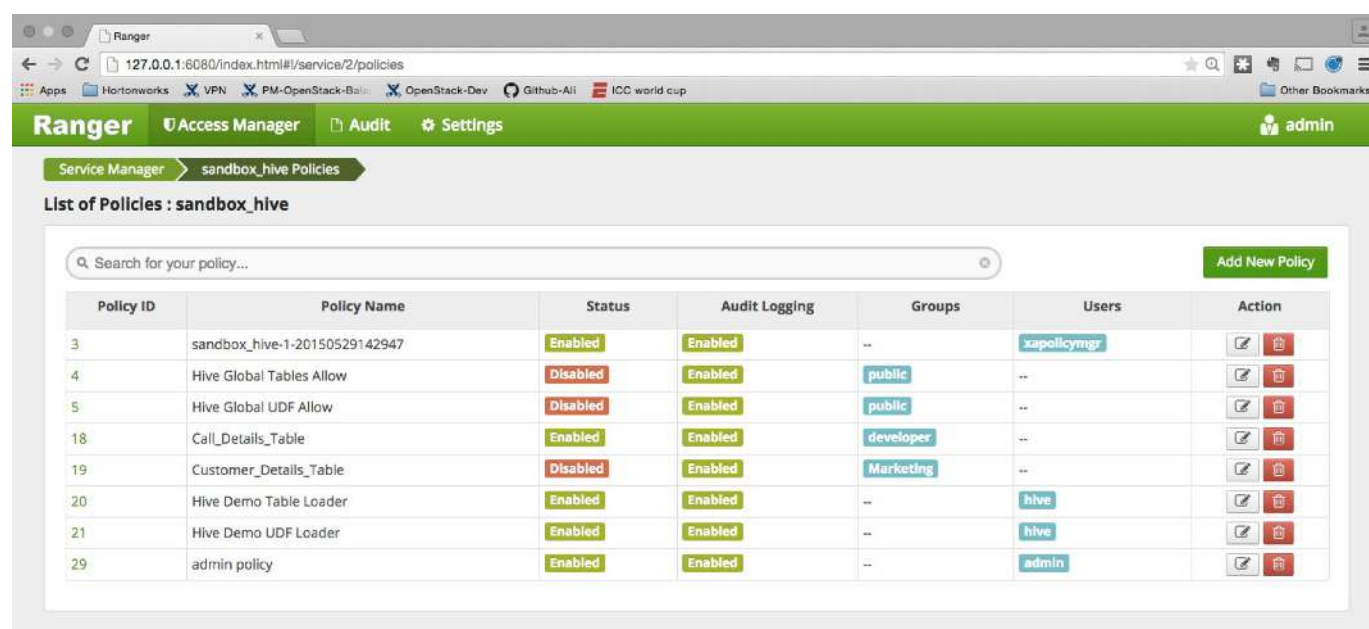 Ranger
127.0.0.1:6080/index.html#!/service/2/policies
Apps Hortonworks VPN PM-OpenStack-Bala OpenStack-Dev Github-Ali ICC world cup Other Bookmarks
Ranger Access Manager Audit Settings admin
Service Manager sandbox_hive Policies
List of Policies : sandbox_hive
Search for your policy... Add New Policy
Policy ID Policy Name Status Audit Logging Groups Users Action
3 sandbox_hive-1-20150529142947 Enabled Enabled -- xapolicymgr
4 Hive Global Tables Allow Disabled Enabled public --
5 Hive Global UDF Allow Disabled Enabled public --
18 Call_Details_Table Enabled Enabled developer --
19 Customer_Details_Table Disabled Enabled Marketing --
20 Hive Demo Table Loader Enabled Enabled -- hive
21 Hive Demo UDF Loader Enabled Enabled -- hive
29 admin policy Enabled Enabled -- admin